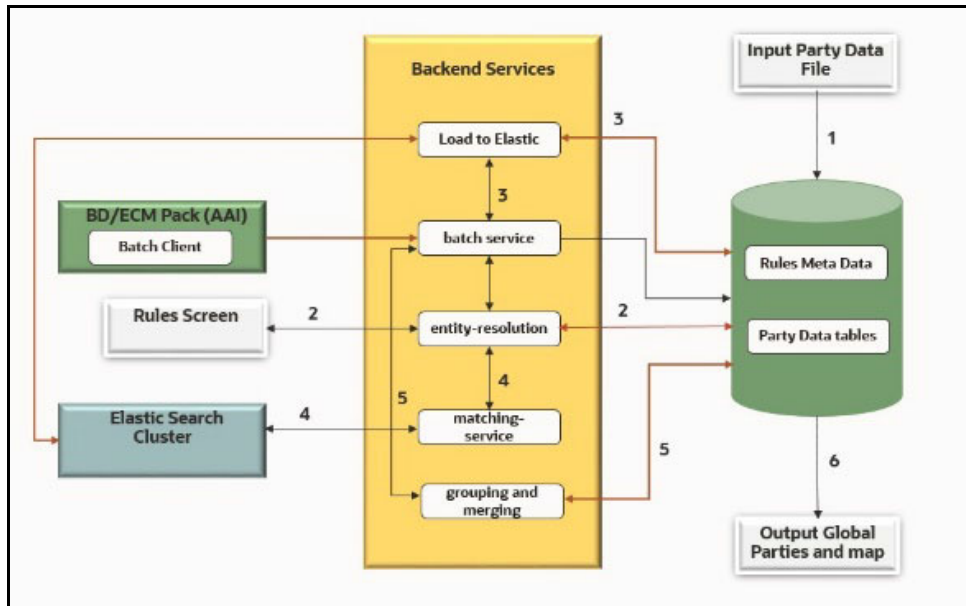 Input Party Data
File
Backend Services
3
1
Load to Elastic
3
BD/ECM Pack (AAI)
Batch Client
batch service
Rules Meta Data
Rules Screen
2
entity-resolution
2
Party Data tables
4
5
Elastic Search
Cluster
4
matching-
service
5
6
grouping and
merging
Output Global
Parties and map